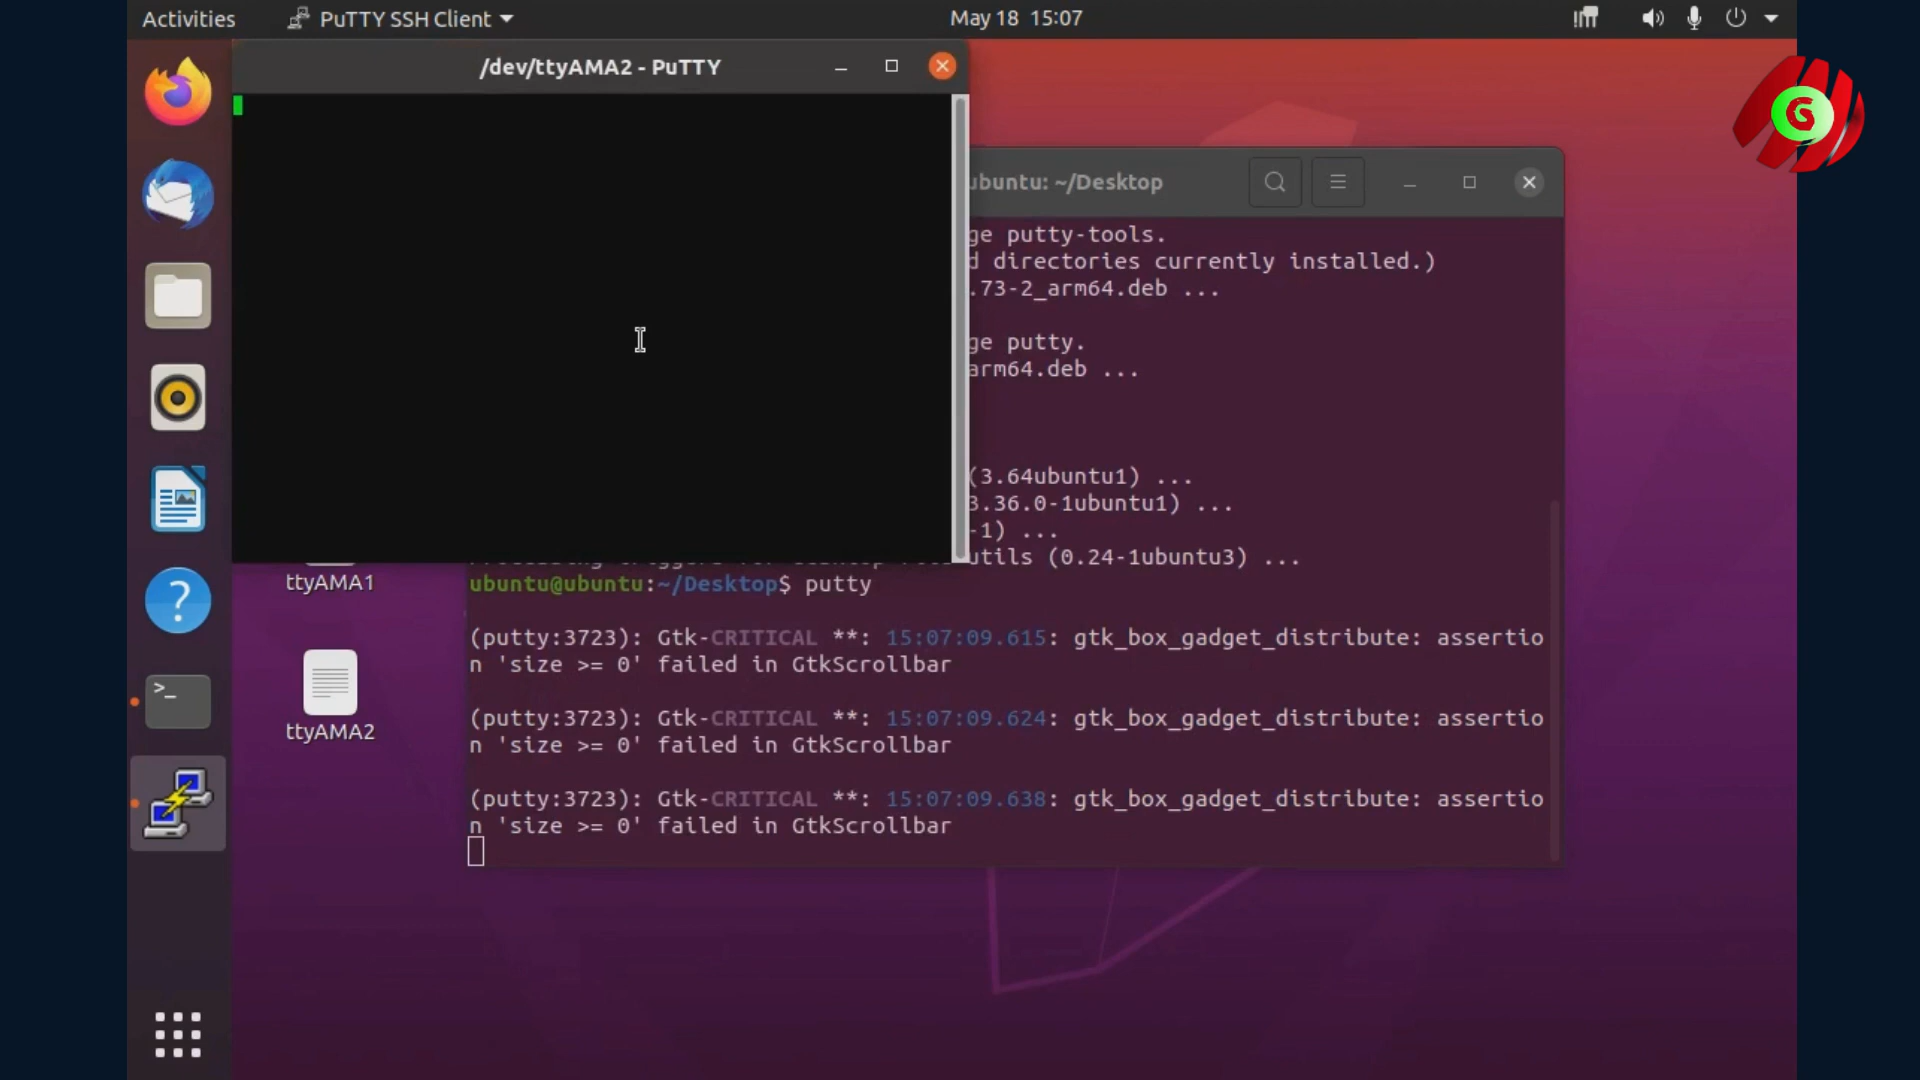 Activities
PuTTY SSH Client
May 18 15:07
/dev/ttyAMA2 - PuTTY
G
ubuntu: ~/Desktop
ge putty-tools.
d directories currently installed.)
.73-2_arm64.deb ...
ge putty.
arm64.deb ...
(3.64ubuntu1) ...
3.36.0-1ubuntu1) ...
-1) ...
utils (0.24-1ubuntu3) ...
ubuntu@ubuntu:~/Desktop$ putty
(putty:3723): Gtk-CRITICAL **: 15:07:09.615: gtk_box_gadget_distribute: assertio
n 'size >= 0' failed in GtkScrollbar
(putty:3723): Gtk-CRITICAL **: 15:07:09.624: gtk_box_gadget_distribute: assertio
n 'size >= 0' failed in GtkScrollbar
(putty:3723): Gtk-CRITICAL **: 15:07:09.638: gtk_box_gadget_distribute: assertio
n 'size >= 0' failed in GtkScrollbar
ttyAMA1
ttyAMA2